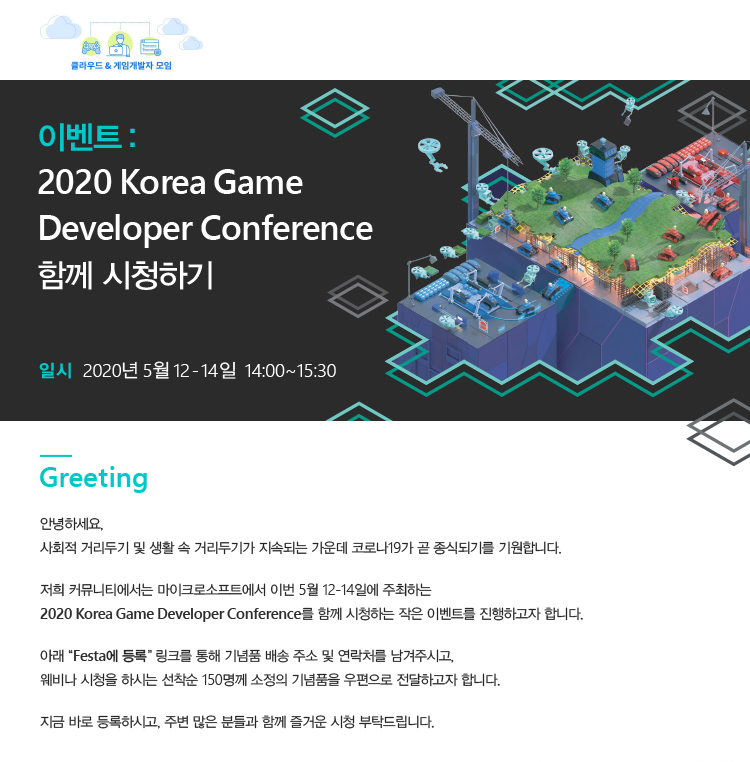 클라우드 & 게임개발자 모임
이벤트 :
2020 Korea Game
Developer Conference
함께 시청하기
일시 2020년 5월 12 - 14일 14:00~15:30
Greeting
안녕하세요,
사회적 거리두기 및 생활 속 거리두기가 지속되는 가운데 코로나19가 곧 종식되기를 기원합니다.
저희 커뮤니티에서는 마이크로소프트에서 이번 5월 12-14일에 주최하는
2020 Korea Game Developer Conference를 함께 시청하는 작은 이벤트를 진행하고자 합니다.
아래 “Festa에 등록” 링크를 통해 기념품 배송 주소 및 연락처를 남겨주시고,
웨비나 시청을 하시는 선착순 150명께 소정의 기념품을 우편으로 전달하고자 합니다.
지금 바로 등록하시고, 주변 많은 분들과 함께 즐거운 시청 부탁드립니다.